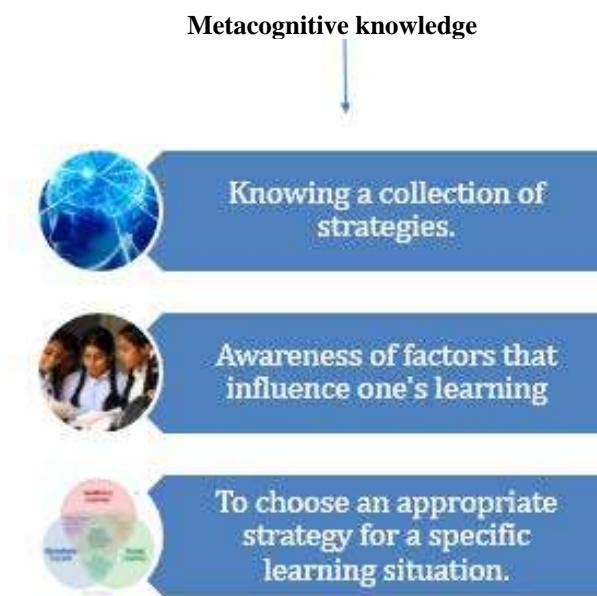 Metacognitive knowledge
Knowing a collection of
strategies.
Awareness of factors that
influence one's learning
To choose an appropriate
strategy for a specific
learning situation.